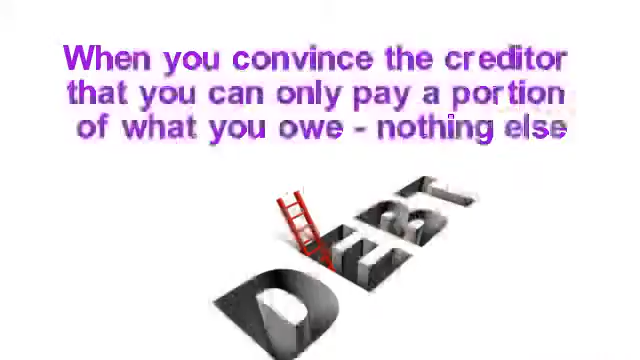 When you convince the creditor
that you can only pay a portion
of what you owe - nothing else
DEBT